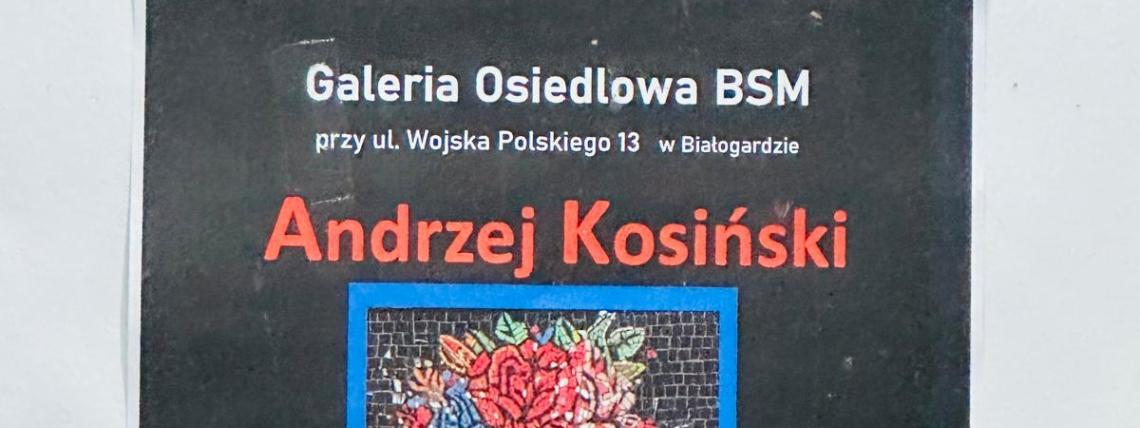 Galeria Osiedlowa BSM
przy ul. Wojska Polskiego 13 w Białogardzie
Andrzej Kosiński